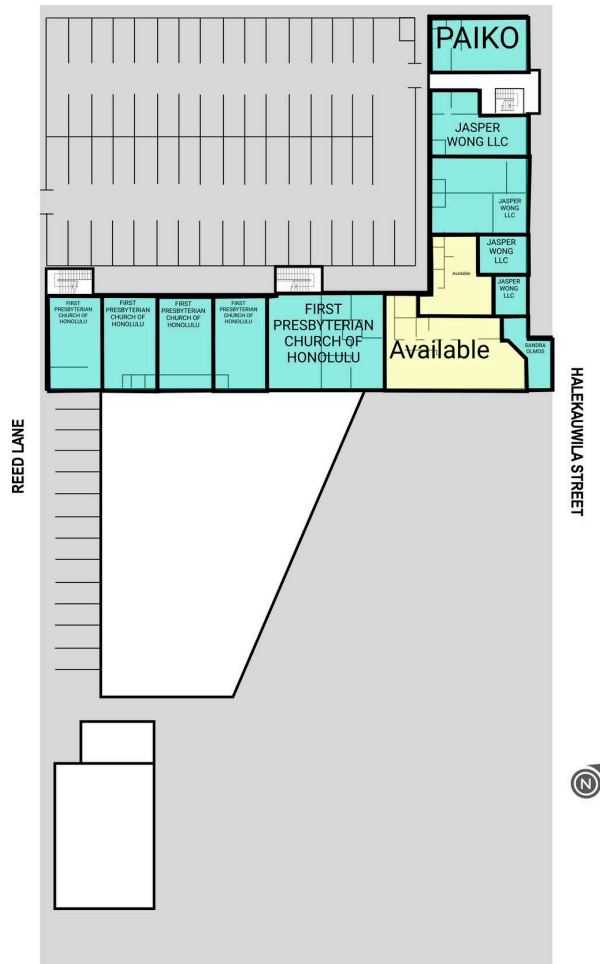 PAIKO
JASPER
WONG LLC
JASPER
WONG
LLC
JASPER
WONG
LLC
Available
JASPER
WONG
LLC
FIRST
PRESBYTERIAN
CHURCH OF
HONOLULU
FIRST
PRESBYTERIAN
CHURCH OF
HONOLULU
FIRST
PRESBYTERIAN
CHURCH OF
HONOLULU
FIRST
PRESBYTERIAN
CHURCH OF
HONOLULU
FIRST
PRESBYTERIAN
CHURCH OF
HONOLULU
Available
SANDRA
OLMOS
REED LANE
HALEKAUWILA STREET
N